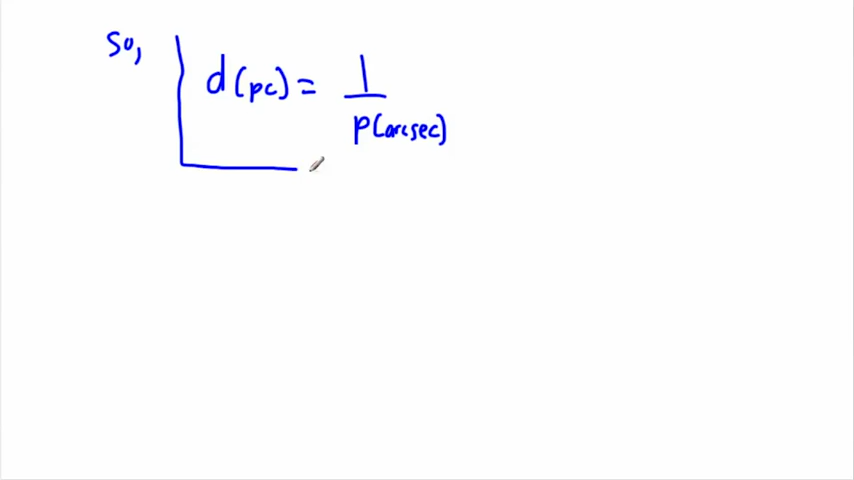 So,
d(pc) = 1
p(arcsec)